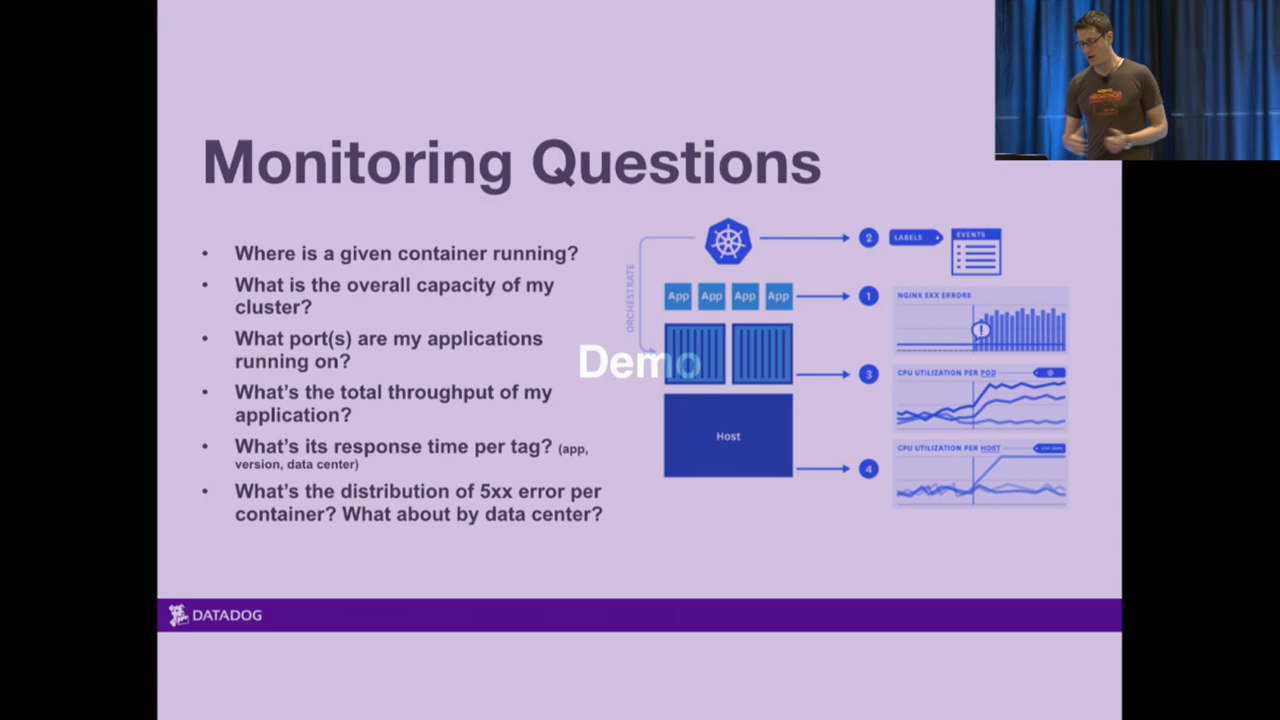 Monitoring Questions
• Where is a given container running?
• What is the overall capacity of my
cluster?
• What port(s) are my applications
running on?
• What's the total throughput of my
application?
• What's its response time per tag? (app,
version, data center)
• What's the distribution of 5xx error per
container? What about by data center?
Demo
ORCHESTRATE
2
LABELS
EVENTS
App App App App
1
NGINX 5XX ERRORS
!
3
CPU UTILIZATION PER POD
Host
4
CPU UTILIZATION PER HOST
DATADOG